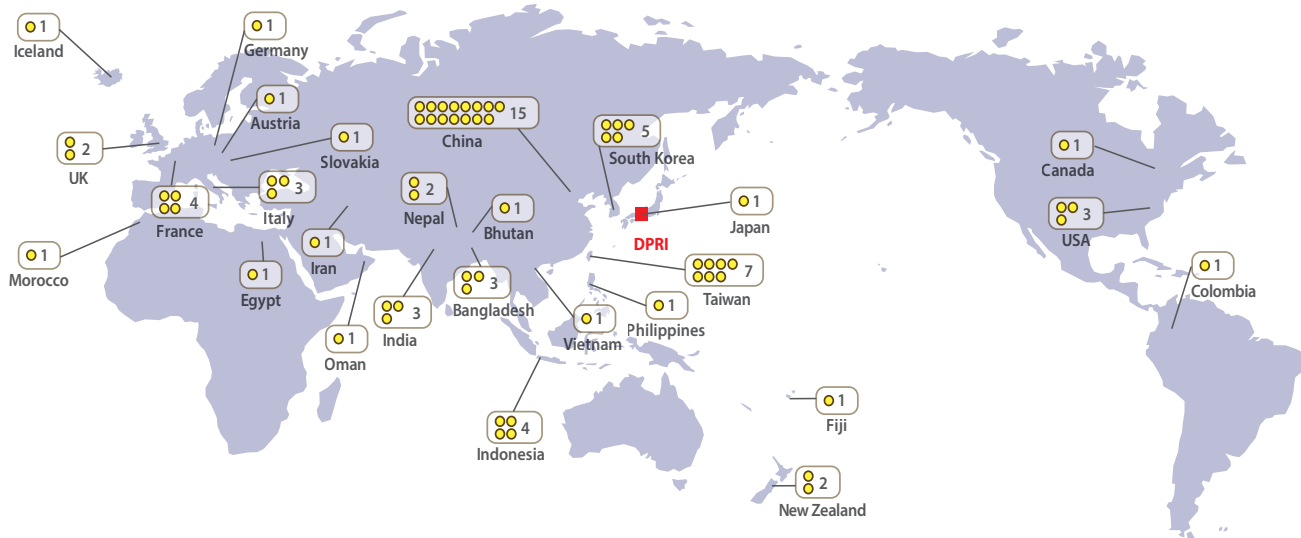 1
Iceland
1
Germany
1
Austria
2
UK
1
Slovakia
15
China
5
South Korea
1
Canada
4
France
3
Italy
2
Nepal
1
Bhutan
1
Japan
3
USA
DPRI
1
Morocco
1
Iran
1
Egypt
3
Bangladesh
7
Taiwan
1
Colombia
3
India
1
Philippines
1
Vietnam
1
Oman
4
Indonesia
1
Fiji
2
New Zealand